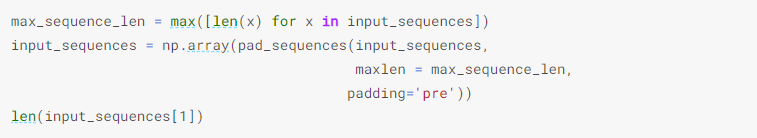 max_sequence_len = max([len(x) for x in input_sequences])
input_sequences = np.array(pad_sequences(input_sequences,
maxlen = max_sequence_len,
padding='pre'))
len(input_sequences[1])